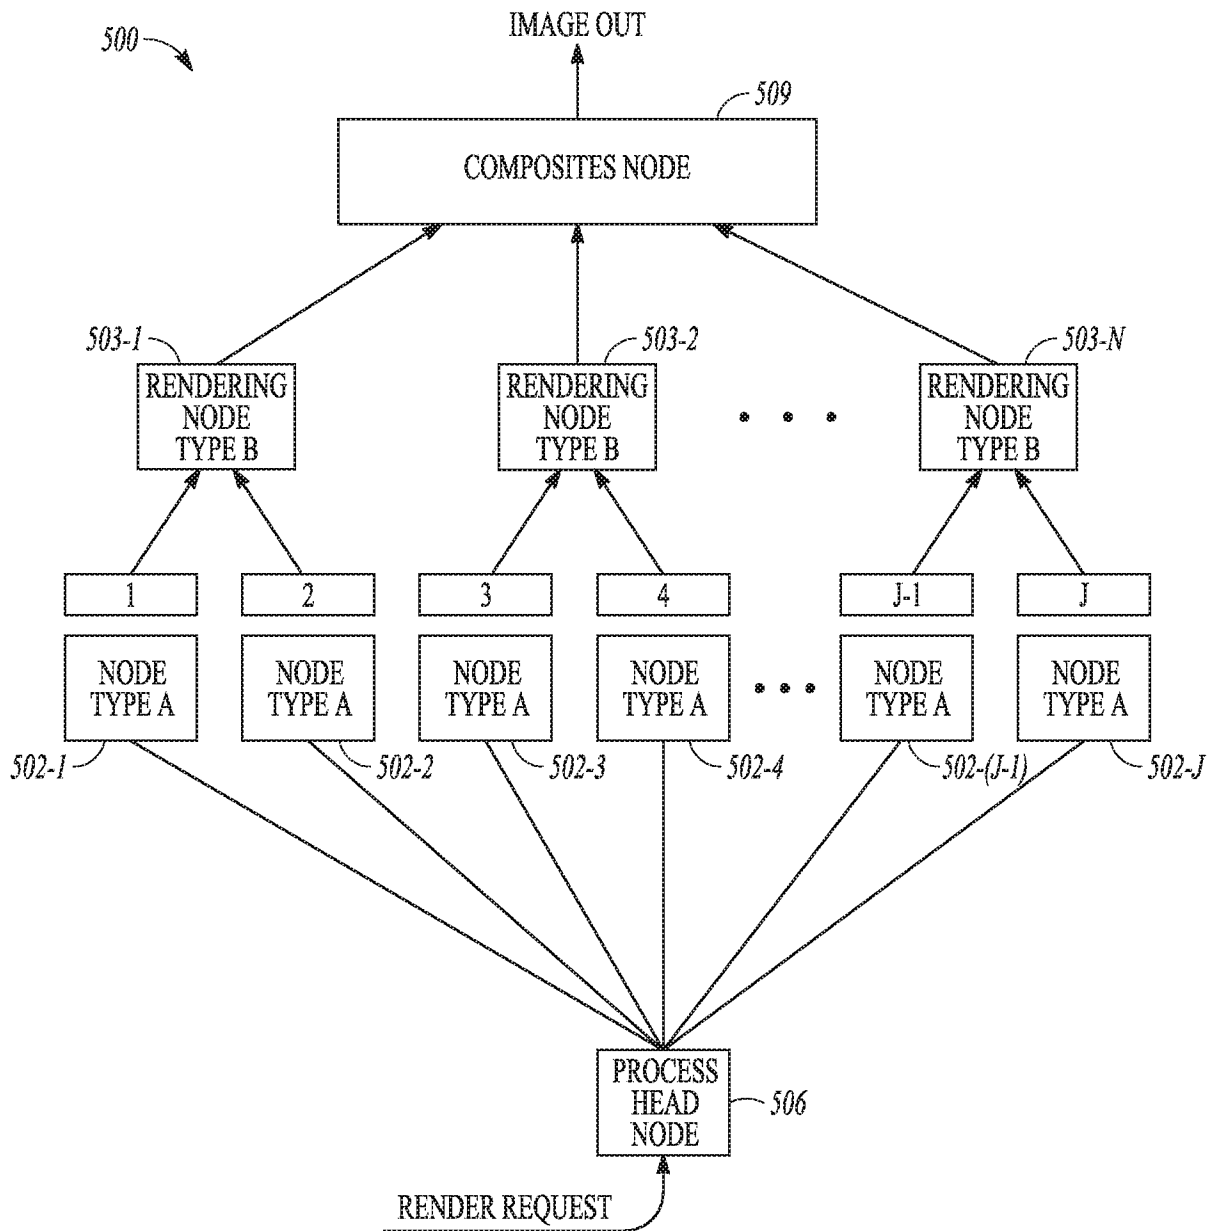 500
IMAGE OUT
509
COMPOSITES NODE
503-1
503-2
503-N
RENDERING
NODE
TYPE B
RENDERING
NODE
TYPE B
RENDERING
NODE
TYPE B
1
2
3
4
J-1
J
NODE
TYPE A
NODE
TYPE A
NODE
TYPE A
NODE
TYPE A
NODE
TYPE A
NODE
TYPE A
502-1
502-2
502-3
502-4
502-(J-1)
502-J
PROCESS
HEAD
NODE
506
RENDER REQUEST